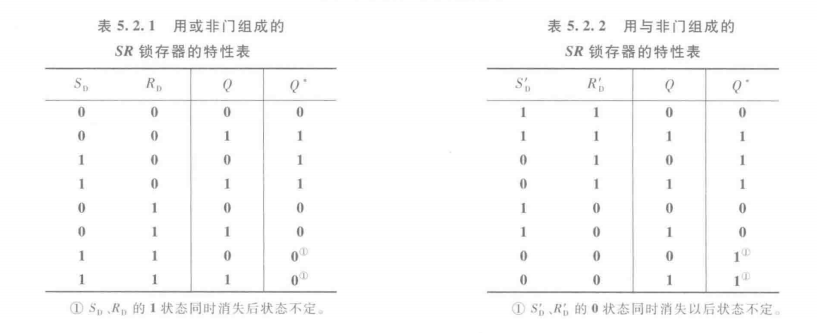 表 5.2.1 用或非门组成的
SR 锁存器的特性表
S_D R_D Q Q*
0 0 0 0
0 0 1 1
1 0 0 1
1 0 1 1
0 1 0 0
0 1 1 0
1 1 0 0①
1 1 1 0①
① S_D、R_D 的 1 状态同时消失后状态不定。
表 5.2.2 用与非门组成的
SR 锁存器的特性表
S'_D R'_D Q Q*
1 1 0 0
1 1 1 1
0 1 0 1
0 1 1 1
1 0 0 0
1 0 1 0
0 0 0 1①
0 0 1 1①
① S'_D、R'_D 的 0 状态同时消失以后状态不定。